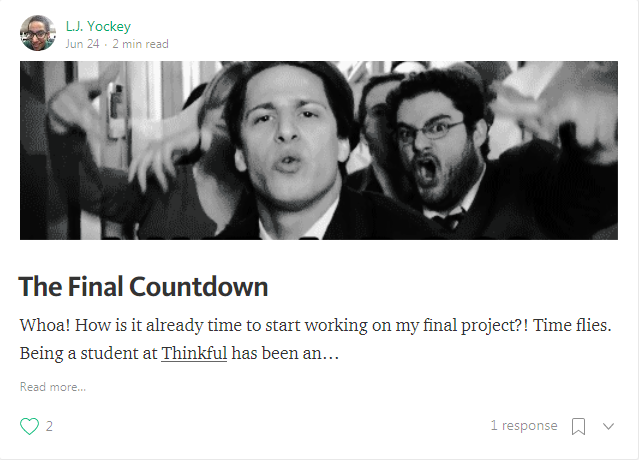 L.J. Yockey
Jun 24 · 2 min read
The Final Countdown
Whoa! How is it already time to start working on my final project?! Time flies.
Being a student at Thinkful has been an…
Read more…
2
1 response